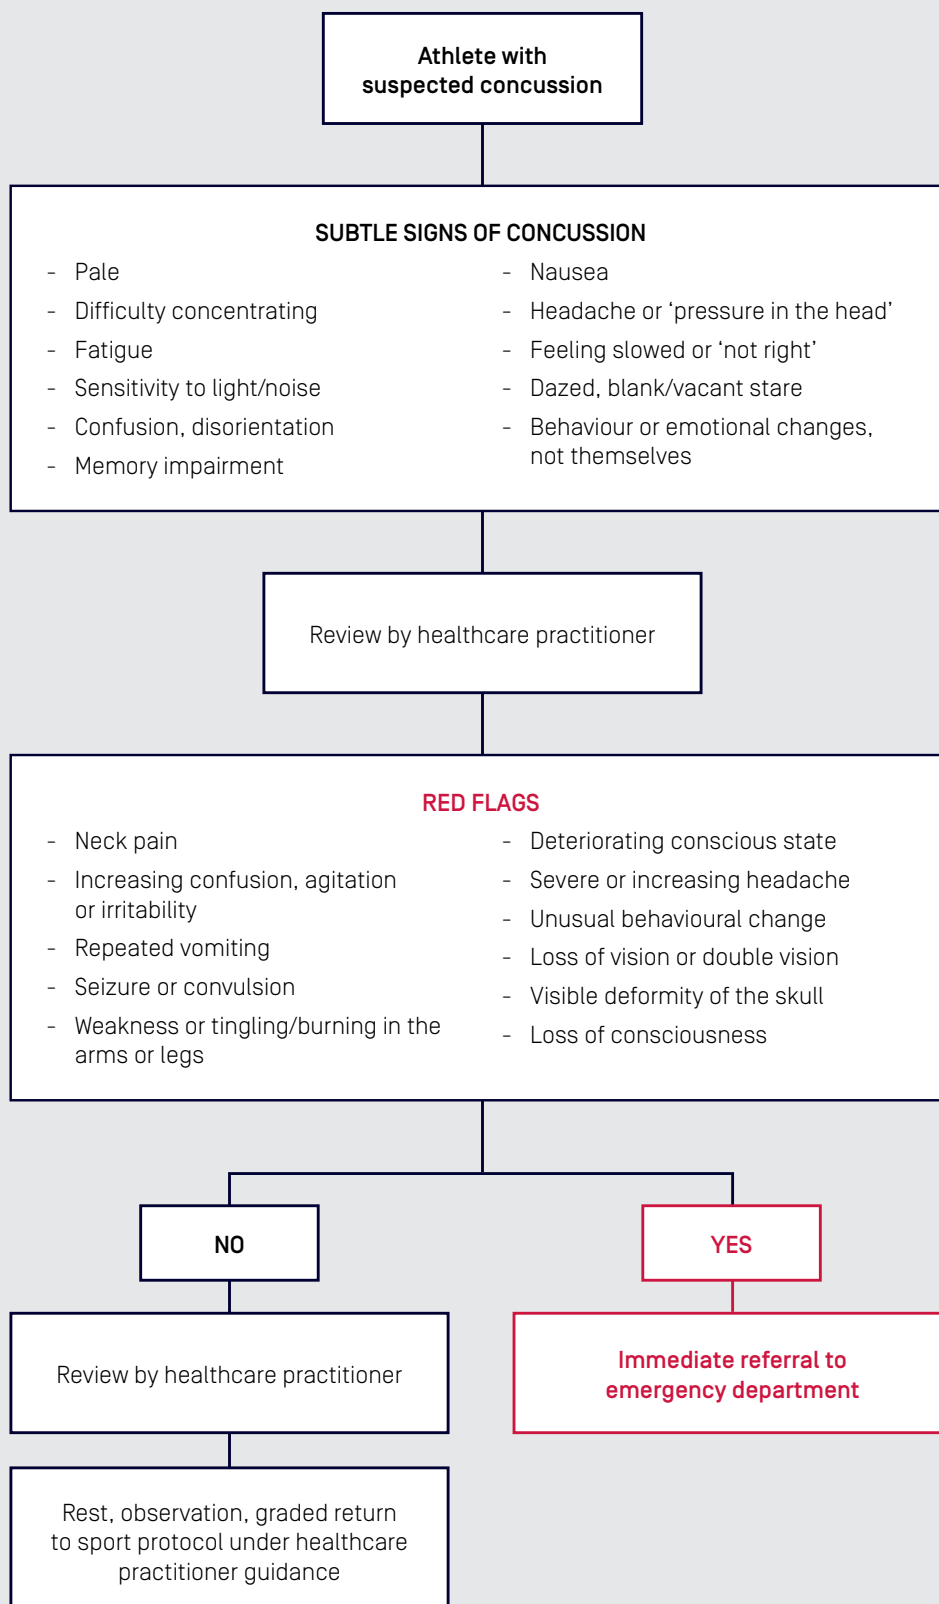 Athlete with
suspected concussion
SUBTLE SIGNS OF CONCUSSION
- Pale
- Difficulty concentrating
- Fatigue
- Sensitivity to light/noise
- Confusion, disorientation
- Memory impairment
- Nausea
- Headache or ‘pressure in the head’
- Feeling slowed or ‘not right’
- Dazed, blank/vacant stare
- Behaviour or emotional changes,
not themselves
Review by healthcare practitioner
RED FLAGS
- Neck pain
- Increasing confusion, agitation
or irritability
- Repeated vomiting
- Seizure or convulsion
- Weakness or tingling/burning in the
arms or legs
- Deteriorating conscious state
- Severe or increasing headache
- Unusual behavioural change
- Loss of vision or double vision
- Visible deformity of the skull
- Loss of consciousness
NO
YES
Review by healthcare practitioner
Immediate referral to
emergency department
Rest, observation, graded return
to sport protocol under healthcare
practitioner guidance